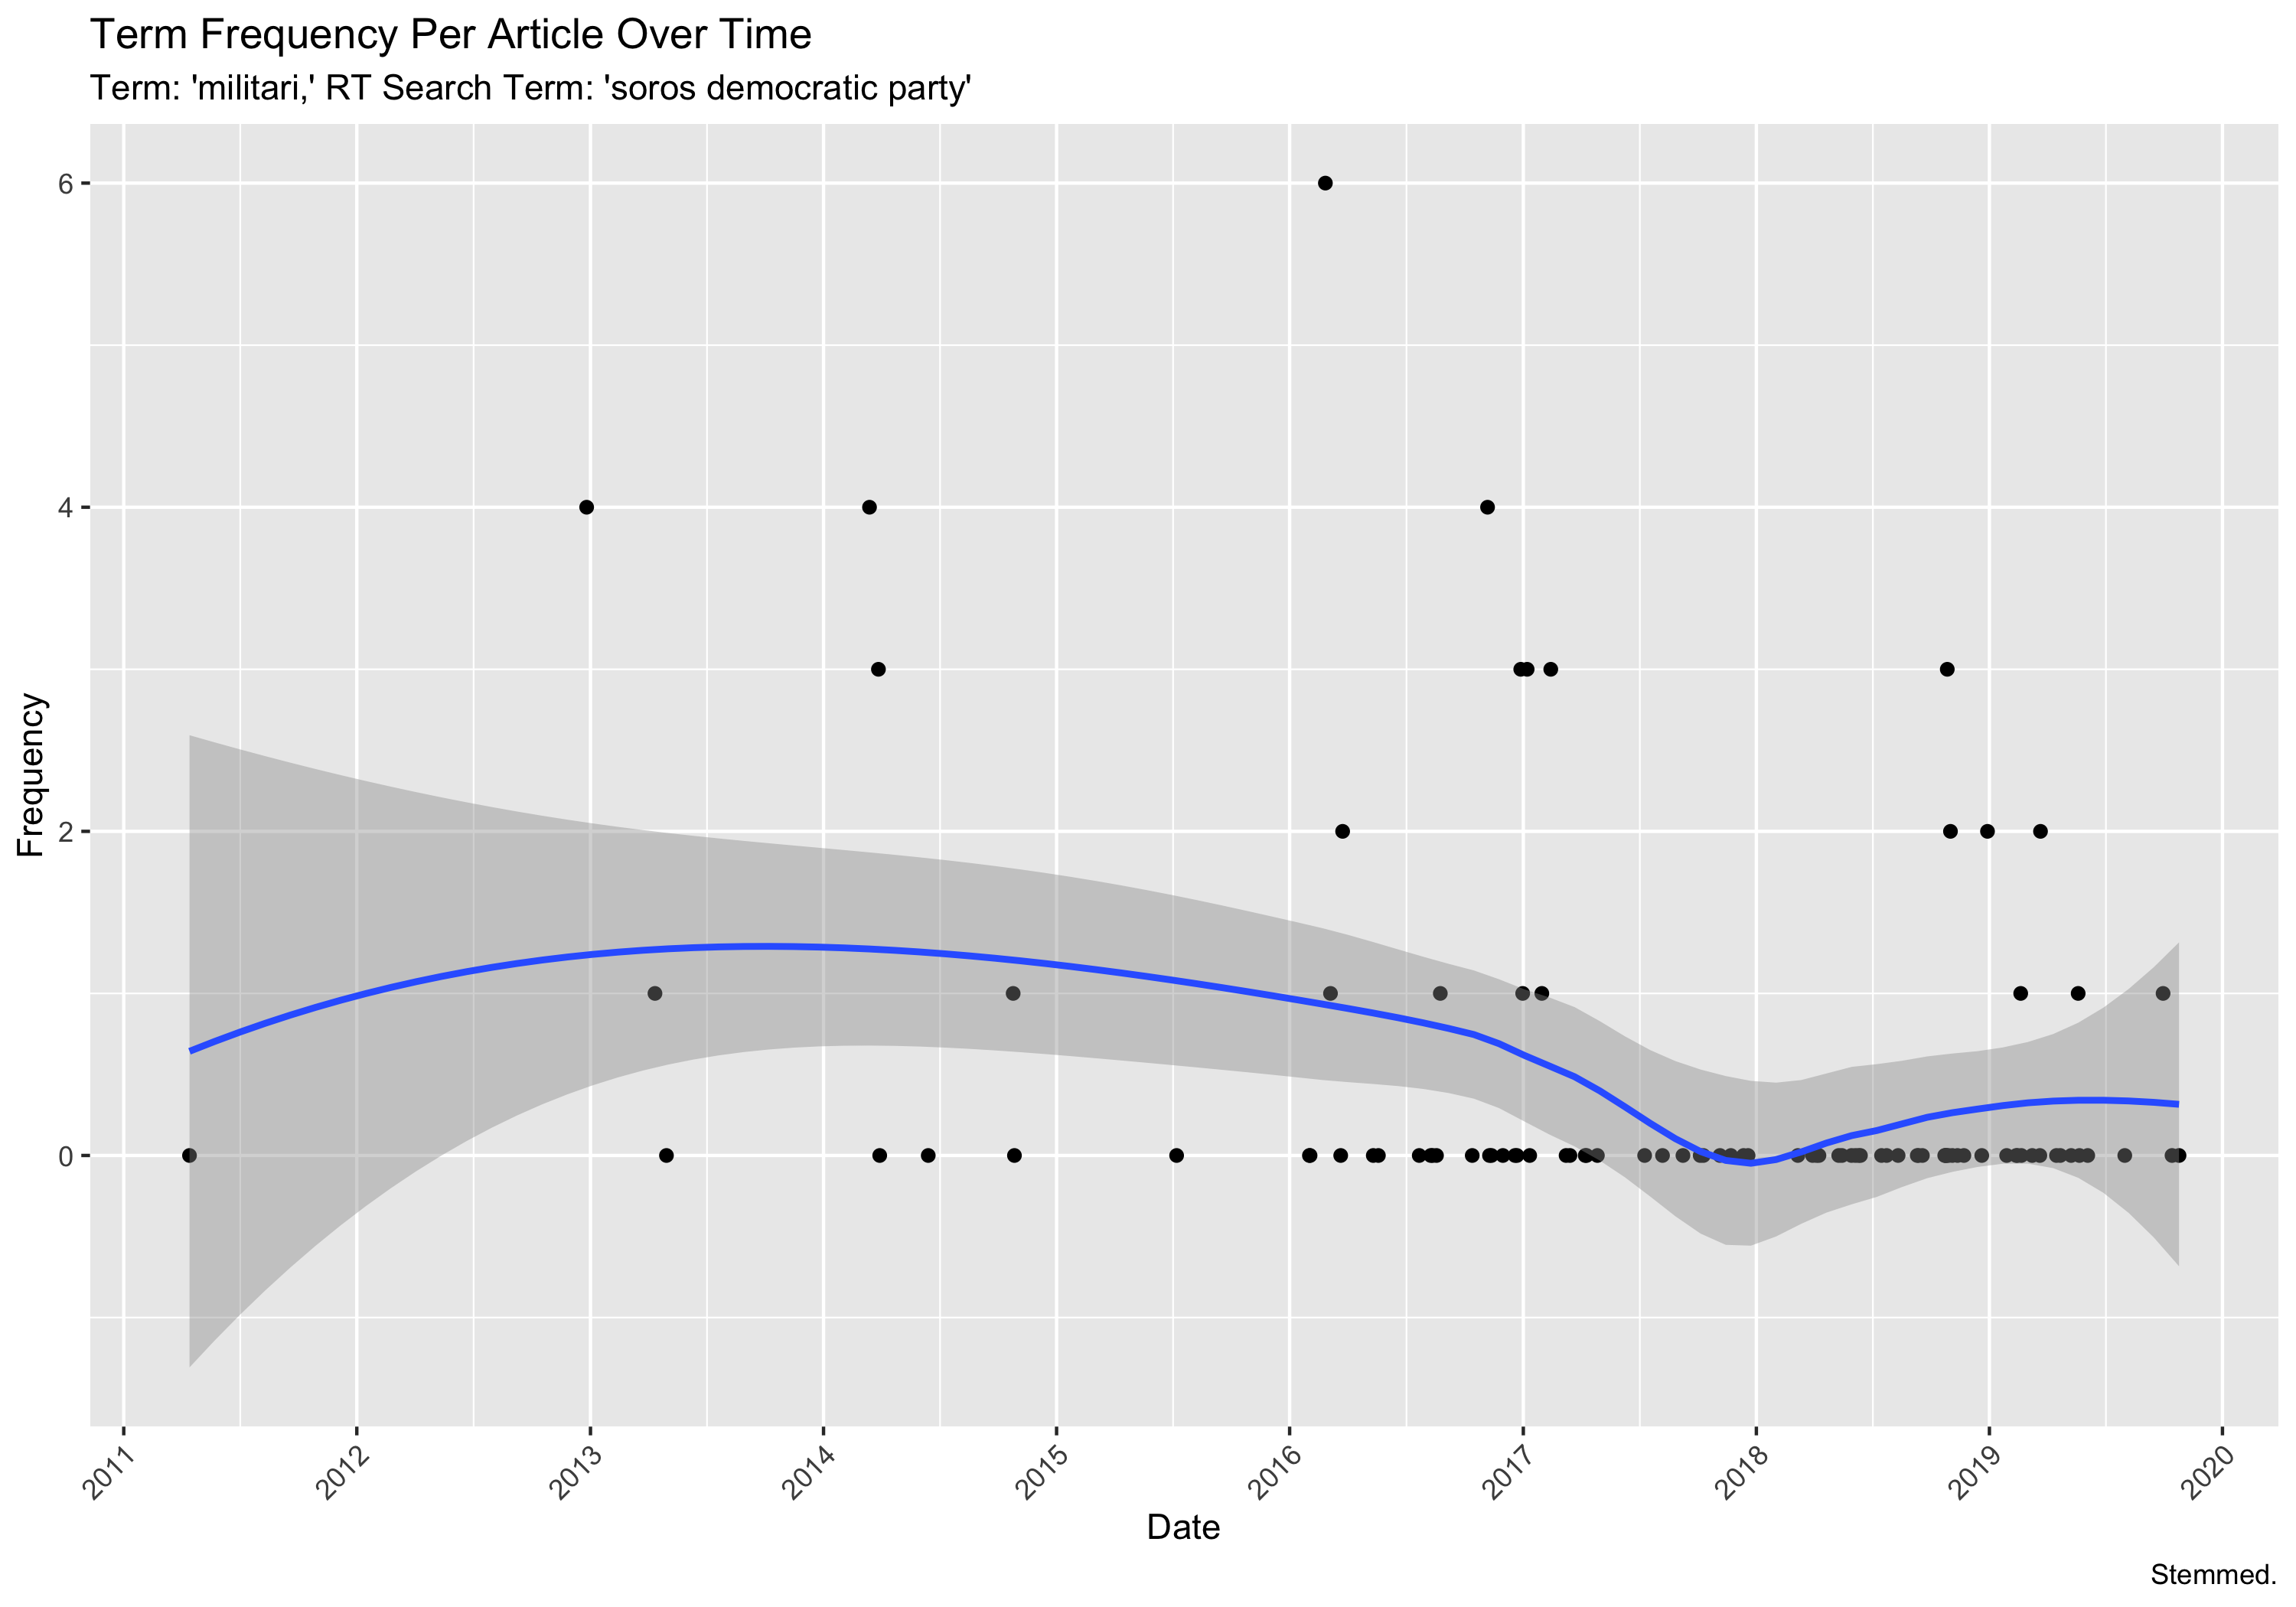 Term Frequency Per Article Over Time
Term: 'militari,' RT Search Term: 'soros democratic party'
Frequency
6
4
2
0
2011
2012
2013
2014
2015
2016
2017
2018
2019
2020
Date
Stemmed.